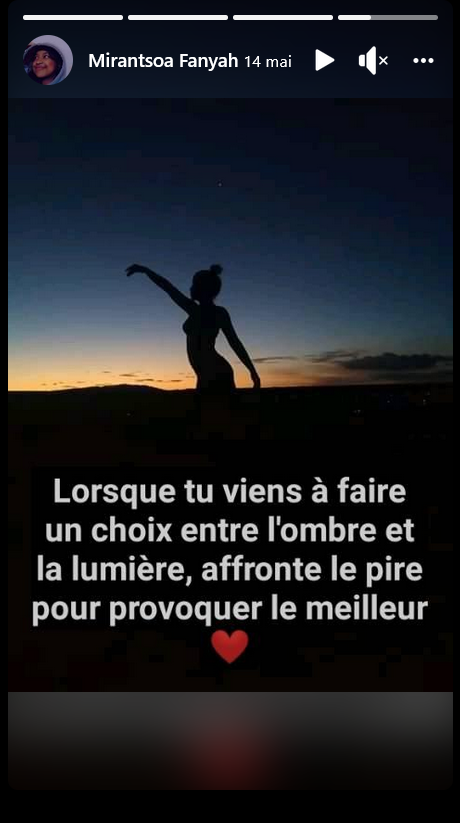 Mirantsoa Fanyah 14 mai
Lorsque tu viens à faire
un choix entre l'ombre et
la lumière, affronte le pire
pour provoquer le meilleur
❤️